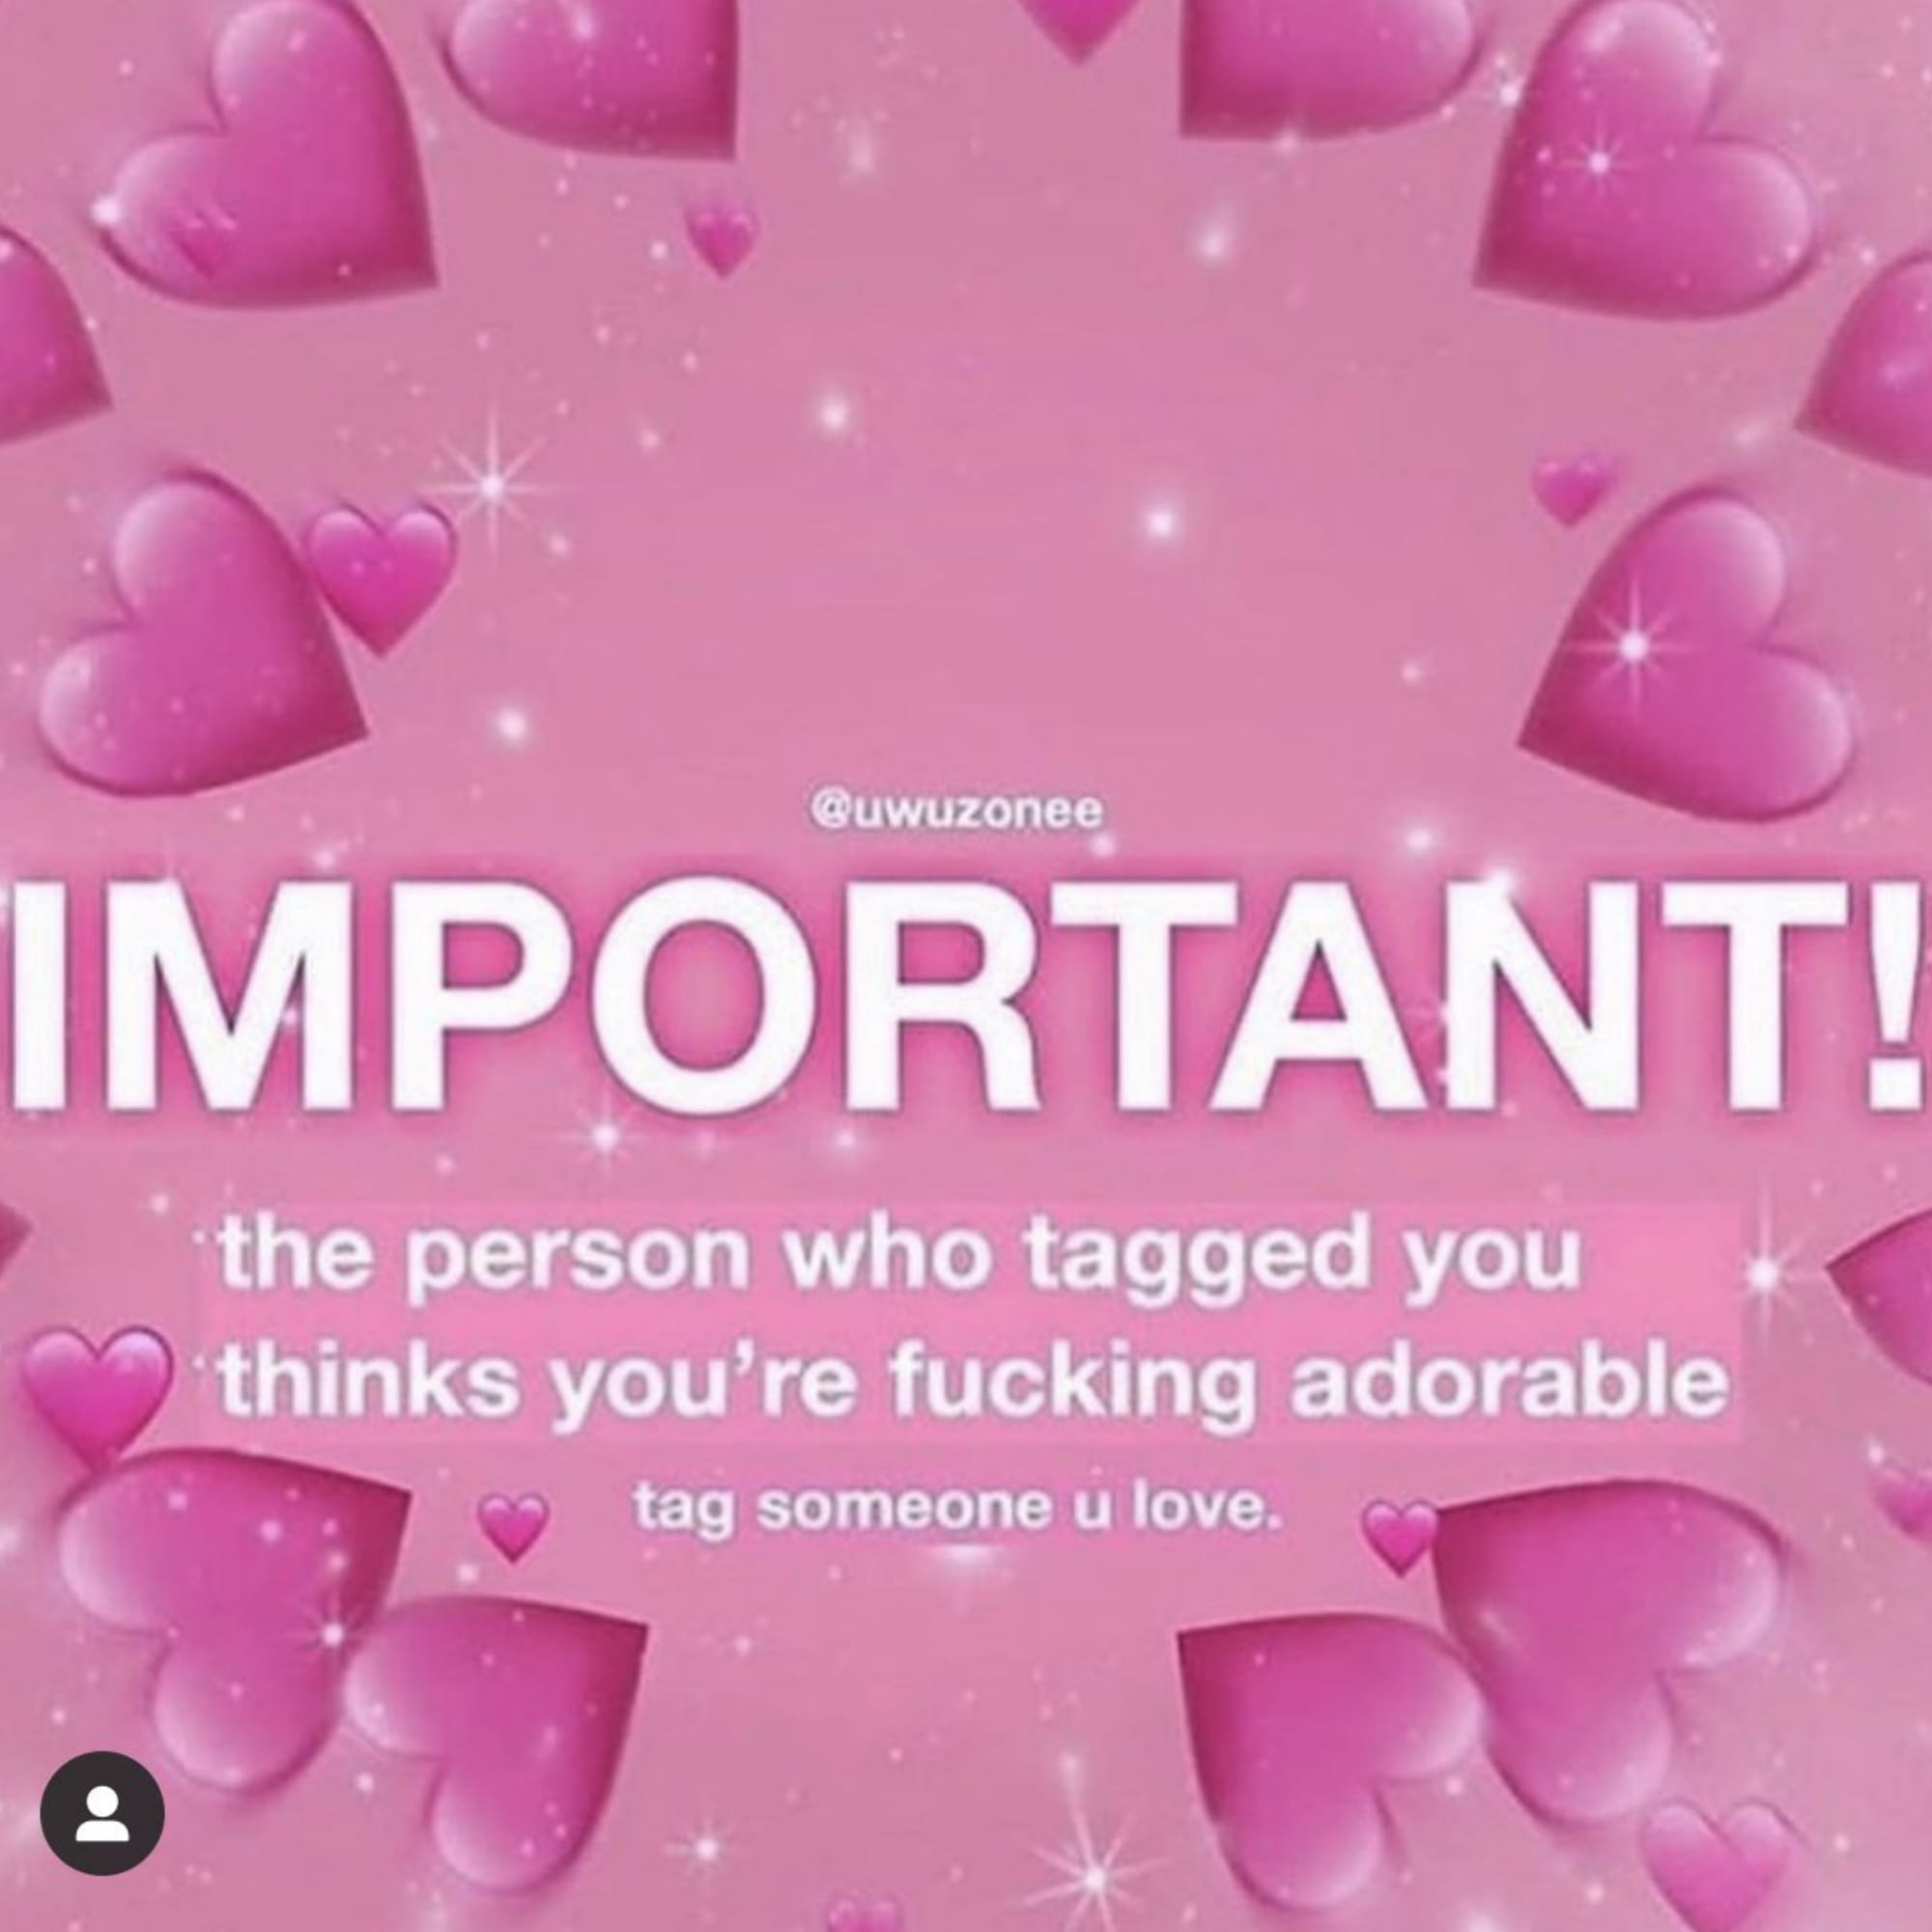 @uwuzonee
IMPORTANT!
the person who tagged you
thinks you’re fucking adorable
tag someone u love.